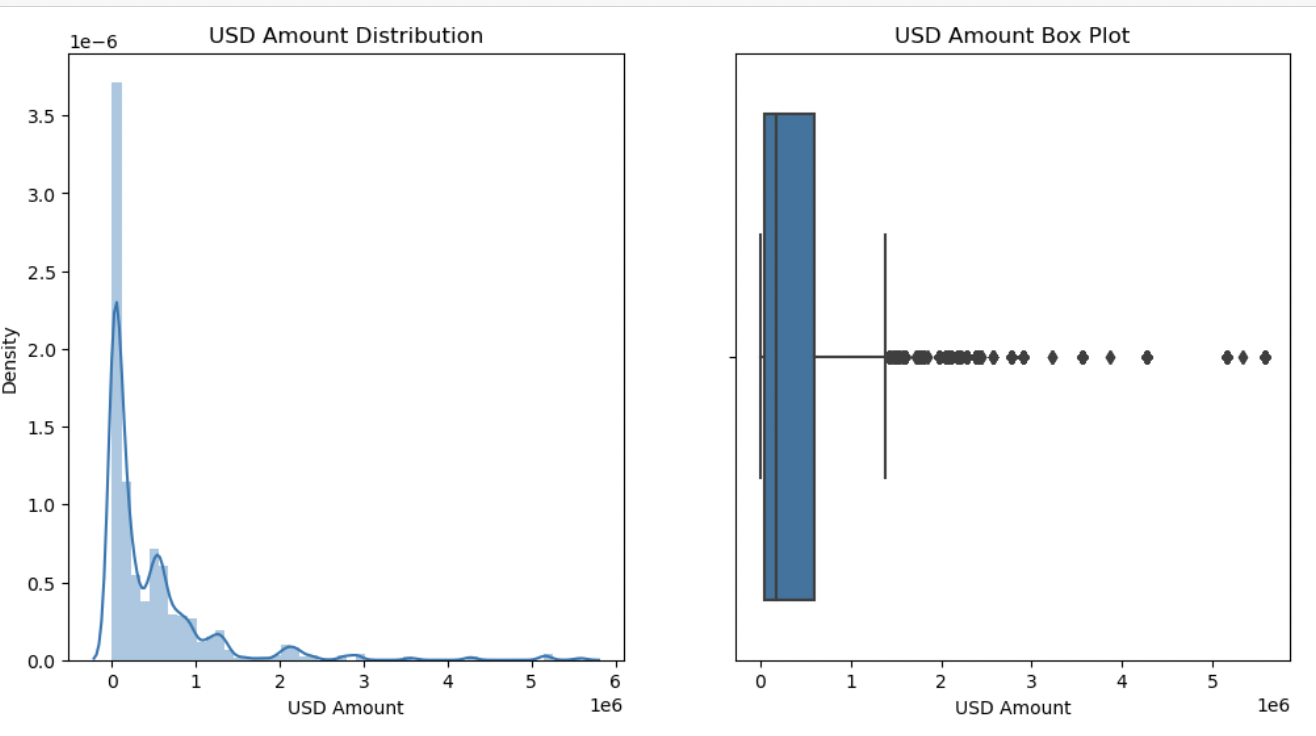 USD Amount Distribution
1e−6
3.5
3.0
2.5
2.0
1.5
1.0
0.5
0.0
Density
0 1 2 3 4 5 6
1e6
USD Amount
USD Amount Box Plot
0 1 2 3 4 5
1e6
USD Amount